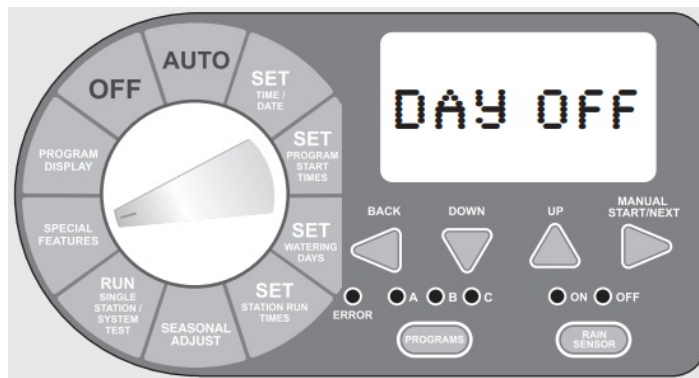 AUTO
OFF
SET
TIME /
DATE
SET
PROGRAM
START
TIMES
SET
WATERING
DAYS
SET
STATION RUN
TIMES
SEASONAL
ADJUST
RUN
SINGLE
STATION /
SYSTEM
TEST
SPECIAL
FEATURES
PROGRAM
DISPLAY
DAY OFF
BACK
DOWN
UP
MANUAL
START/NEXT
ERROR
A
B
C
ON
OFF
PROGRAMS
RAIN
SENSOR